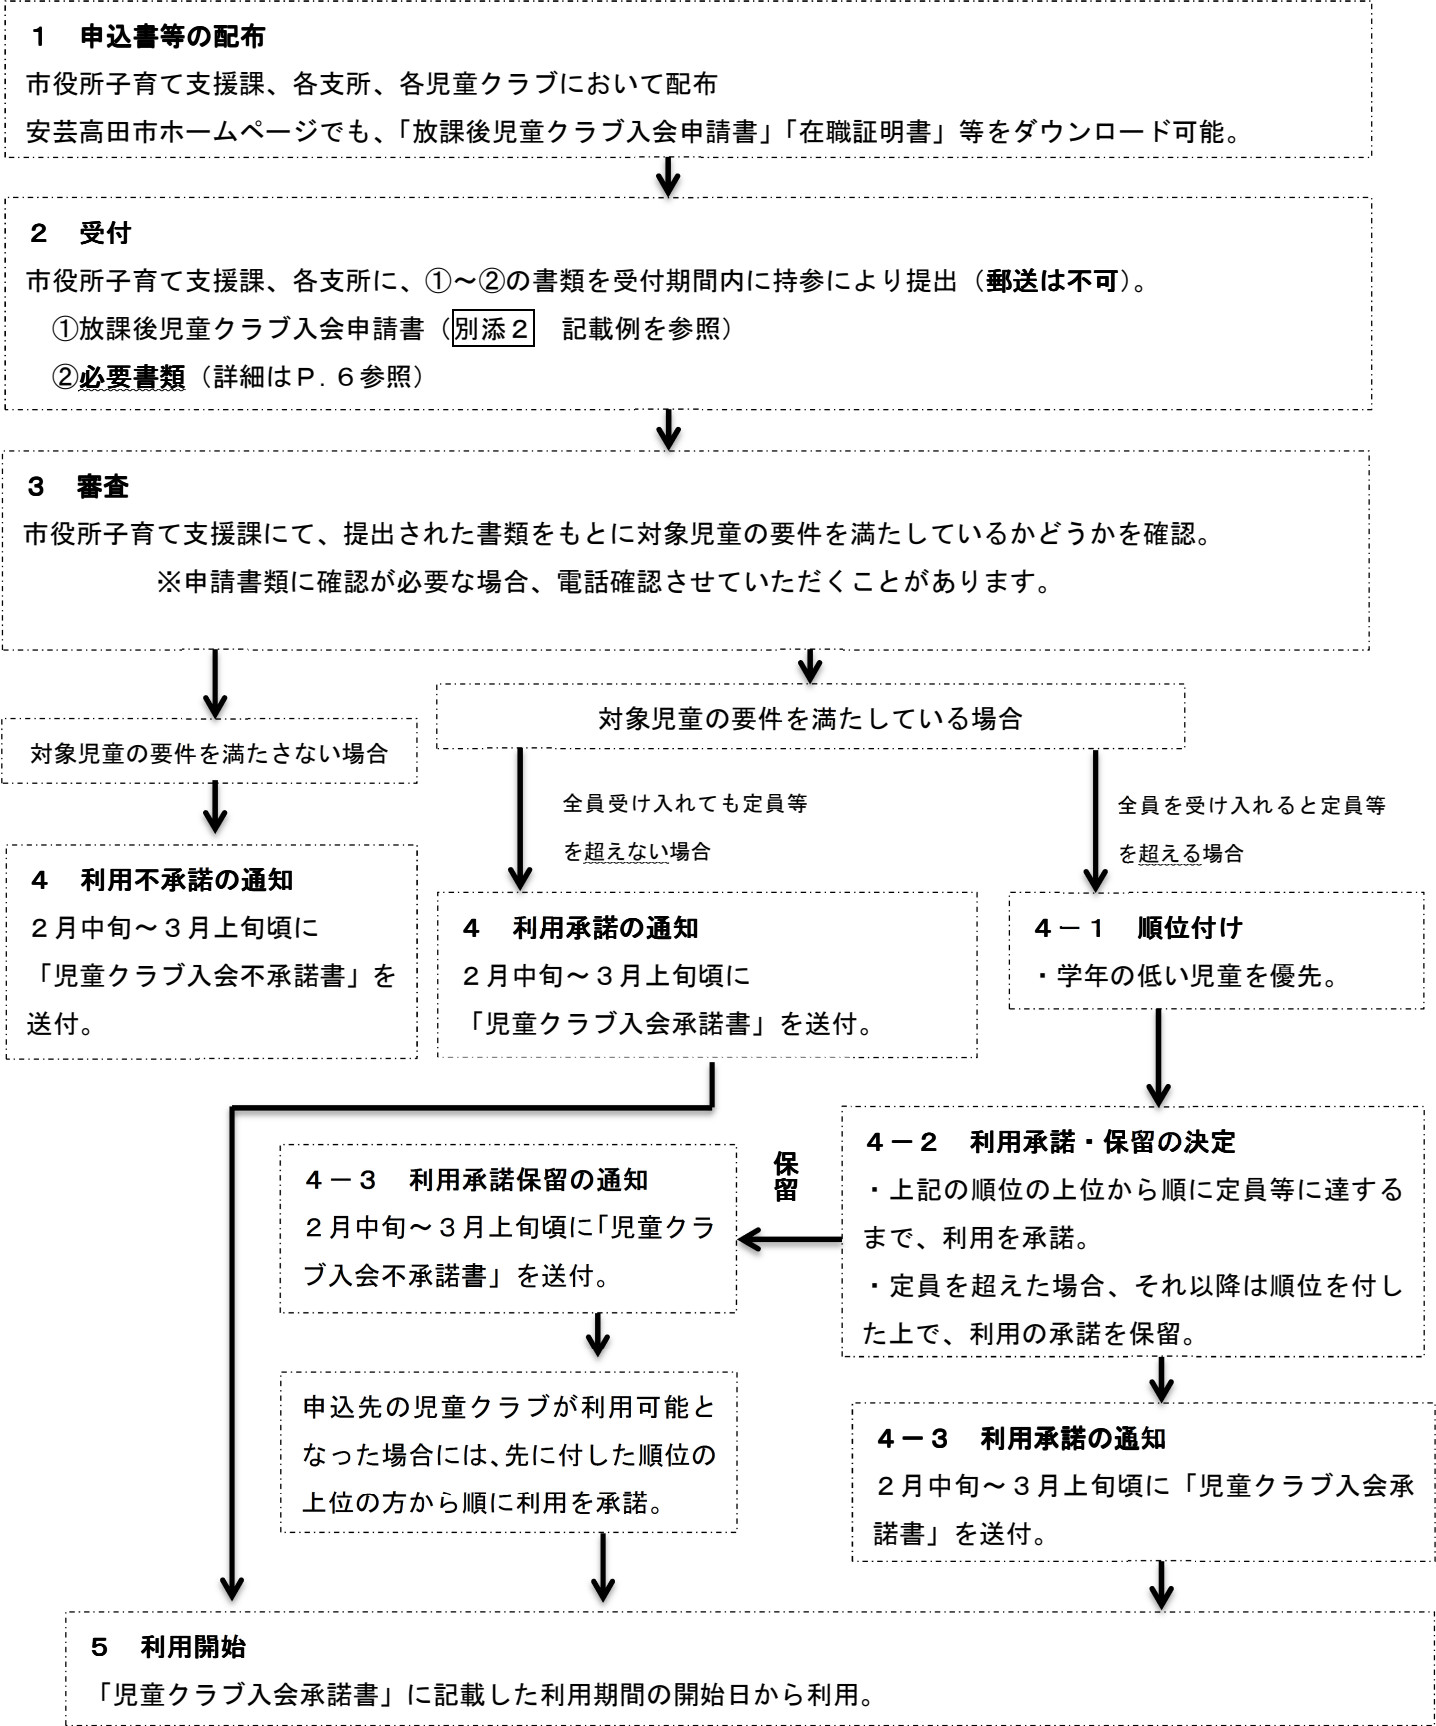 １　申込書等の配布
市役所子育て支援課、各支所、各児童クラブにおいて配布
安芸高田市ホームページでも、「放課後児童クラブ入会申請書」「在職証明書」等をダウンロード可能。
２　受付
市役所子育て支援課、各支所に、①～②の書類を受付期間内に持参により提出（郵送は不可）。
①放課後児童クラブ入会申請書（別添２　記載例を参照）
②必要書類（詳細はＰ．６参照）
３　審査
市役所子育て支援課にて、提出された書類をもとに対象児童の要件を満たしているかどうかを確認。
※申請書類に確認が必要な場合、電話確認させていただくことがあります。
対象児童の要件を満たさない場合
対象児童の要件を満たしている場合
全員受け入れても定員等
を超えない場合
全員を受け入れると定員等
を超える場合
４　利用不承諾の通知
２月中旬～３月上旬頃に
「児童クラブ入会不承諾書」を
送付。
４　利用承諾の通知
２月中旬～３月上旬頃に
「児童クラブ入会承諾書」を送付。
４－１　順位付け
・学年の低い児童を優先。
４－２　利用承諾・保留の決定
・上記の順位の上位から順に定員等に達する
まで、利用を承諾。
・定員を超えた場合、それ以降は順位を付し
た上で、利用の承諾を保留。
保留
４－３　利用承諾保留の通知
２月中旬～３月上旬頃に「児童クラ
ブ入会不承諾書」を送付。
申込先の児童クラブが利用可能と
なった場合には、先に付した順位の
上位の方から順に利用を承諾。
４－３　利用承諾の通知
２月中旬～３月上旬頃に「児童クラブ入会承
諾書」を送付。
５　利用開始
「児童クラブ入会承諾書」に記載した利用期間の開始日から利用。